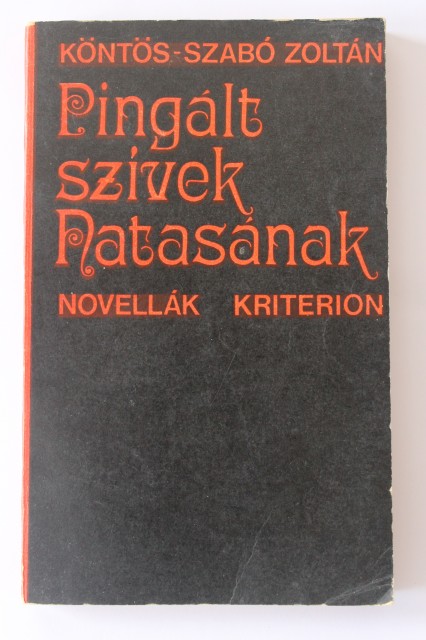 KÖNTÖS-SZABÓ ZOLTÁN
Pingált
szívek
Natasának
NOVELLÁK KRITERION